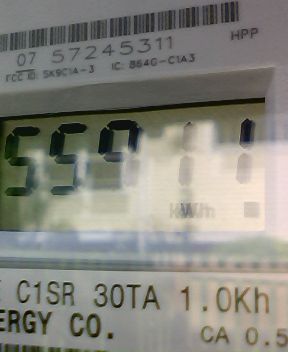 07 57245311
HPP
FCC ID: SK9C1A-3 IC: 864G-C1A3
55911
kWh
C1SR 30TA 1.0Kh
ERGY CO.
CA 0.5